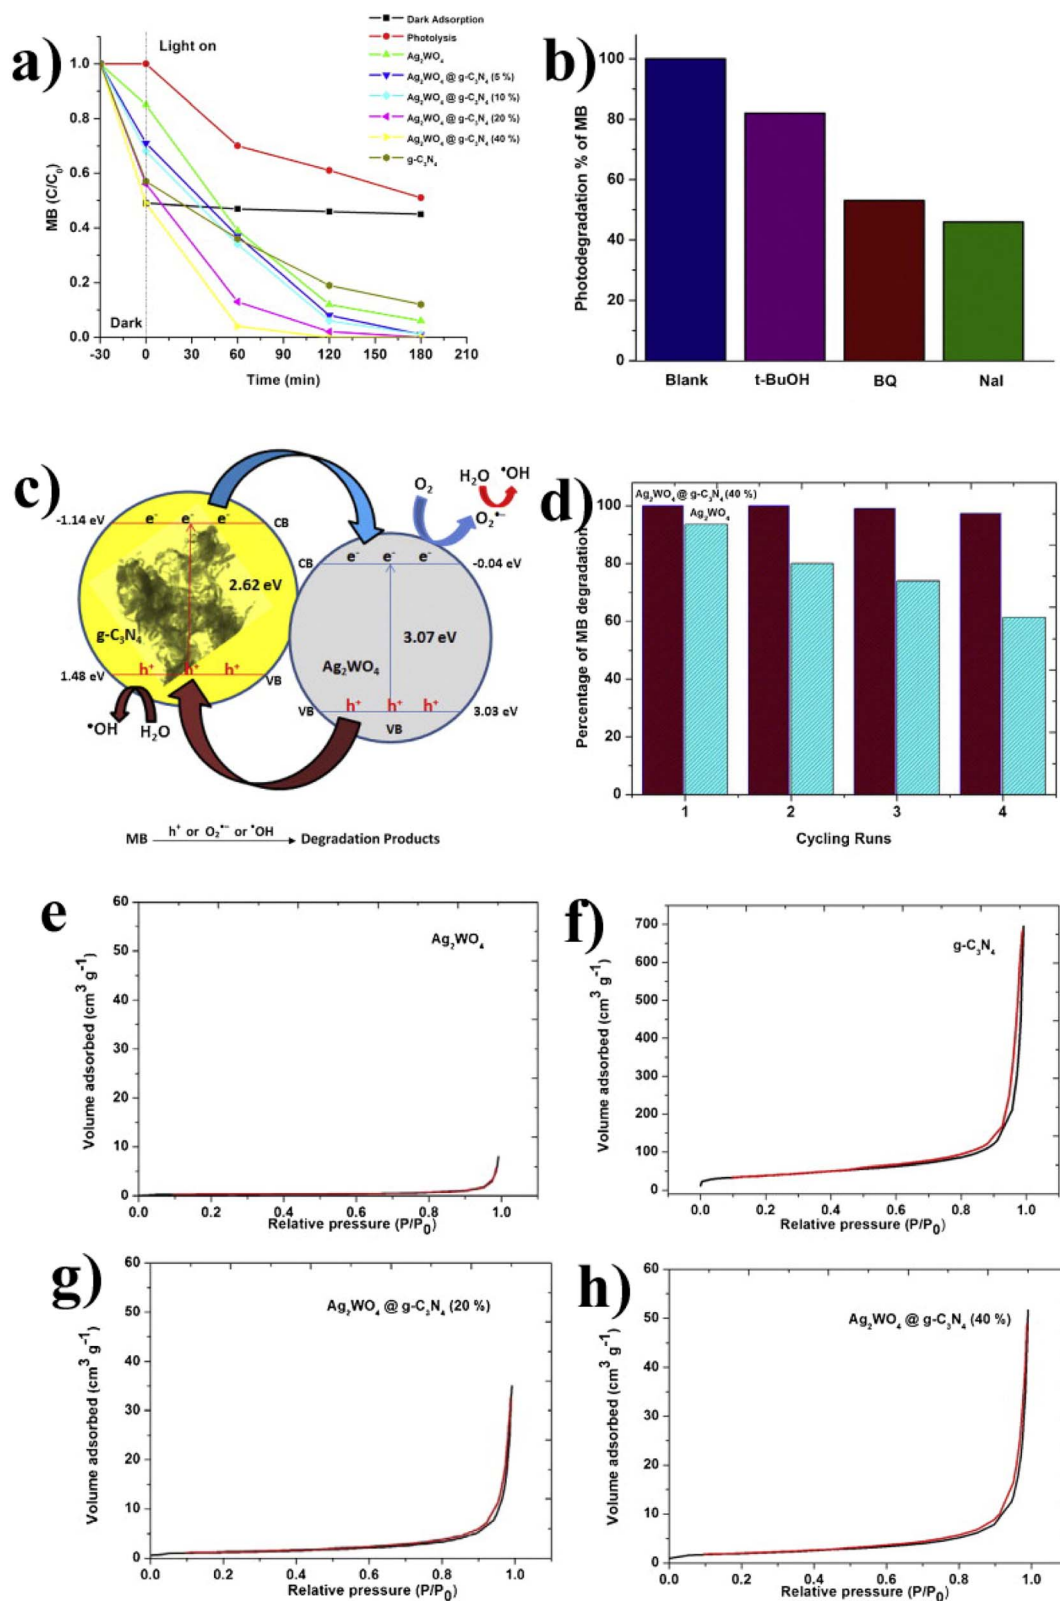 a)
Light on
Dark Adsorption
Photolysis
Ag₂WO₄
Ag₂WO₄ @ g-C₃N₄ (5 %)
Ag₂WO₄ @ g-C₃N₄ (10 %)
Ag₂WO₄ @ g-C₃N₄ (20 %)
Ag₂WO₄ @ g-C₃N₄ (40 %)
g-C₃N₄
MB (C/C₀)
1.0
0.8
0.6
0.4
0.2
0.0
Dark
-30 0 30 60 90 120 150 180 210
Time (min)
b)
Photodegradation % of MB
100
80
60
40
20
0
Blank t-BuOH BQ NaI
c)
-1.14 eV
e⁻ e⁻ e⁻
CB
2.62 eV
g-C₃N₄
1.48 eV
h⁺ h⁺ h⁺
VB
•OH
H₂O
O₂
H₂O
•OH
O₂•−
CB
e⁻ e⁻ e⁻
-0.04 eV
3.07 eV
Ag₂WO₄
VB
h⁺ h⁺ h⁺
3.03 eV
VB
MB h⁺ or O₂•− or •OH Degradation Products
d)
Percentage of MB degradation
Ag₂WO₄ @ g-C₃N₄ (40 %)
Ag₂WO₄
100
80
60
40
20
0
1 2 3 4
Cycling Runs
e
Ag₂WO₄
Volume adsorbed (cm³ g⁻¹)
60
50
40
30
20
10
0
0.0 0.2 0.4 0.6 0.8 1.0
Relative pressure (P/P₀)
f)
g-C₃N₄
Volume adsorbed (cm³ g⁻¹)
700
600
500
400
300
200
100
0
0.0 0.2 0.4 0.6 0.8 1.0
Relative pressure (P/P₀)
g)
Ag₂WO₄ @ g-C₃N₄ (20 %)
Volume adsorbed (cm³ g⁻¹)
60
50
40
30
20
10
0
0.0 0.2 0.4 0.6 0.8 1.0
Relative pressure (P/P₀)
h)
Ag₂WO₄ @ g-C₃N₄ (40 %)
Volume adsorbed (cm³ g⁻¹)
60
50
40
30
20
10
0
0.0 0.2 0.4 0.6 0.8 1.0
Relative pressure (P/P₀)